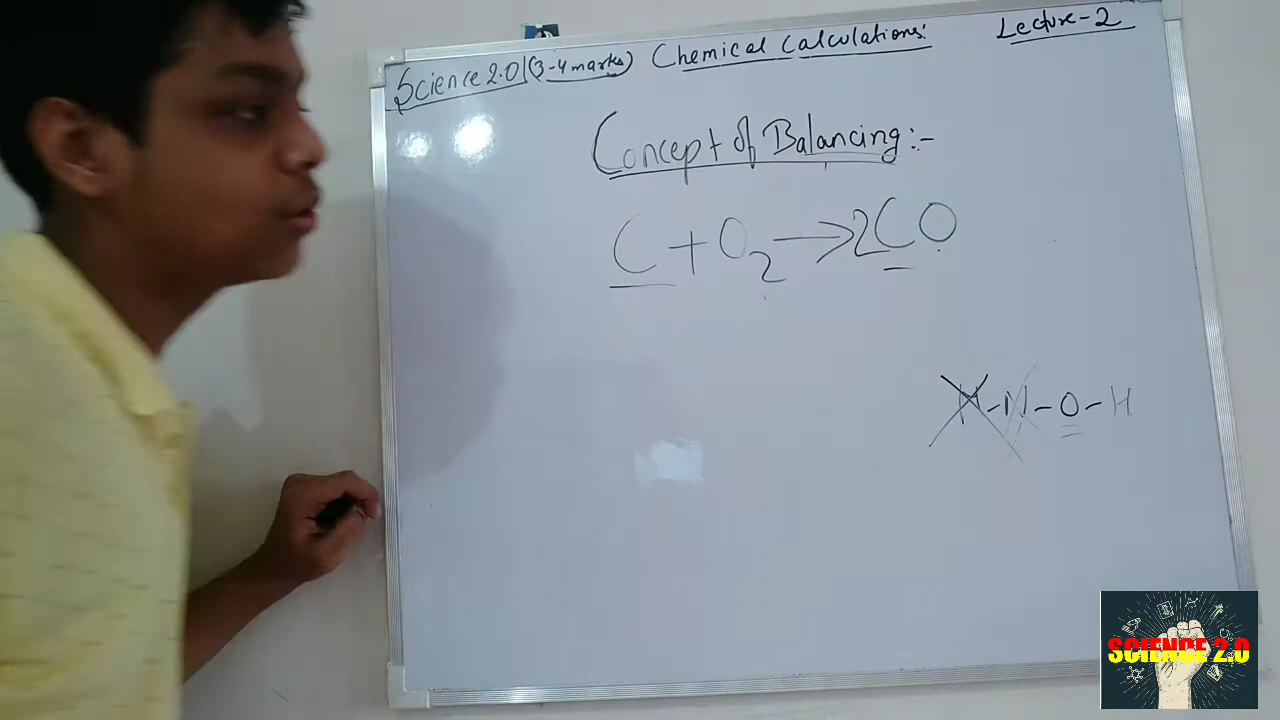 Science 2.0 (3-4 marks) Chemical Calculations: Lecture-2
Concept of Balancing:-
C + O2 → 2CO
M-N-O-H
SCIENCE 2.0